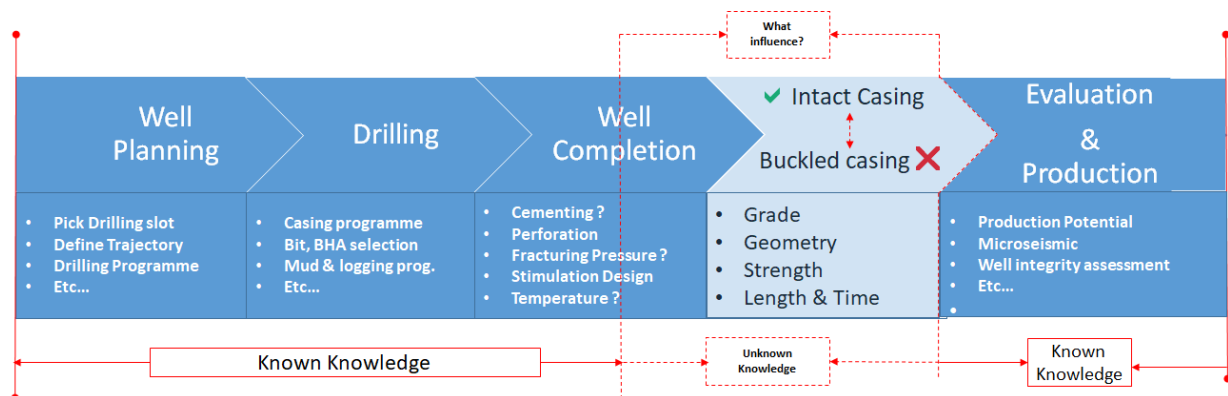 What
influence?
Well
Planning
Drilling
Well
Completion
Intact Casing
Buckled casing
Evaluation
&
Production
• Pick Drilling slot
• Define Trajectory
• Drilling Programme
• Etc...
• Casing programme
• Bit, BHA selection
• Mud & logging prog.
• Etc...
• Cementing ?
• Perforation
• Fracturing Pressure ?
• Stimulation Design
• Temperature ?
• Grade
• Geometry
• Strength
• Length & Time
• Production Potential
• Microseismic
• Well integrity assessment
• Etc...
•
Known Knowledge
Unknown
Knowledge
Known
Knowledge